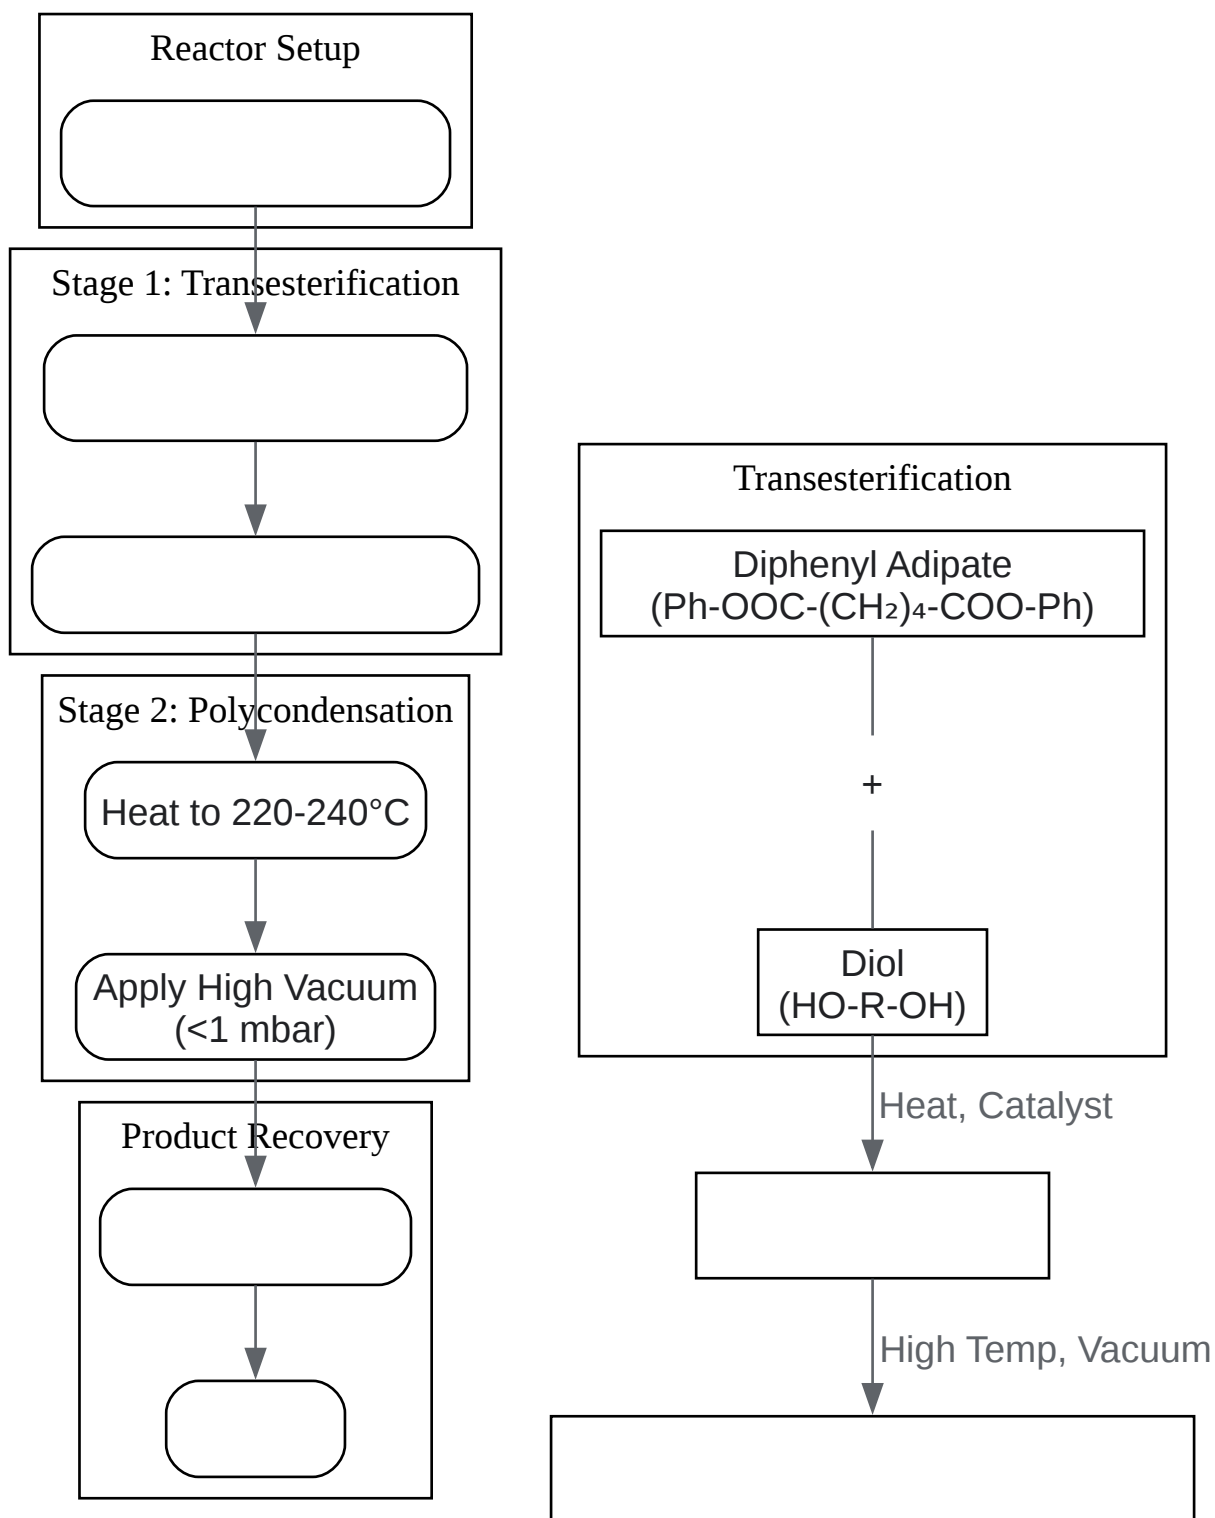 Reactor Setup
Stage 1: Transesterification
Stage 2: Polycondensation
Heat to 220-240°C
Apply High Vacuum
(<1 mbar)
Product Recovery
Transesterification
Diphenyl Adipate
(Ph-OOC-(CH₂)₄-COO-Ph)
+
Diol
(HO-R-OH)
Heat, Catalyst
High Temp, Vacuum